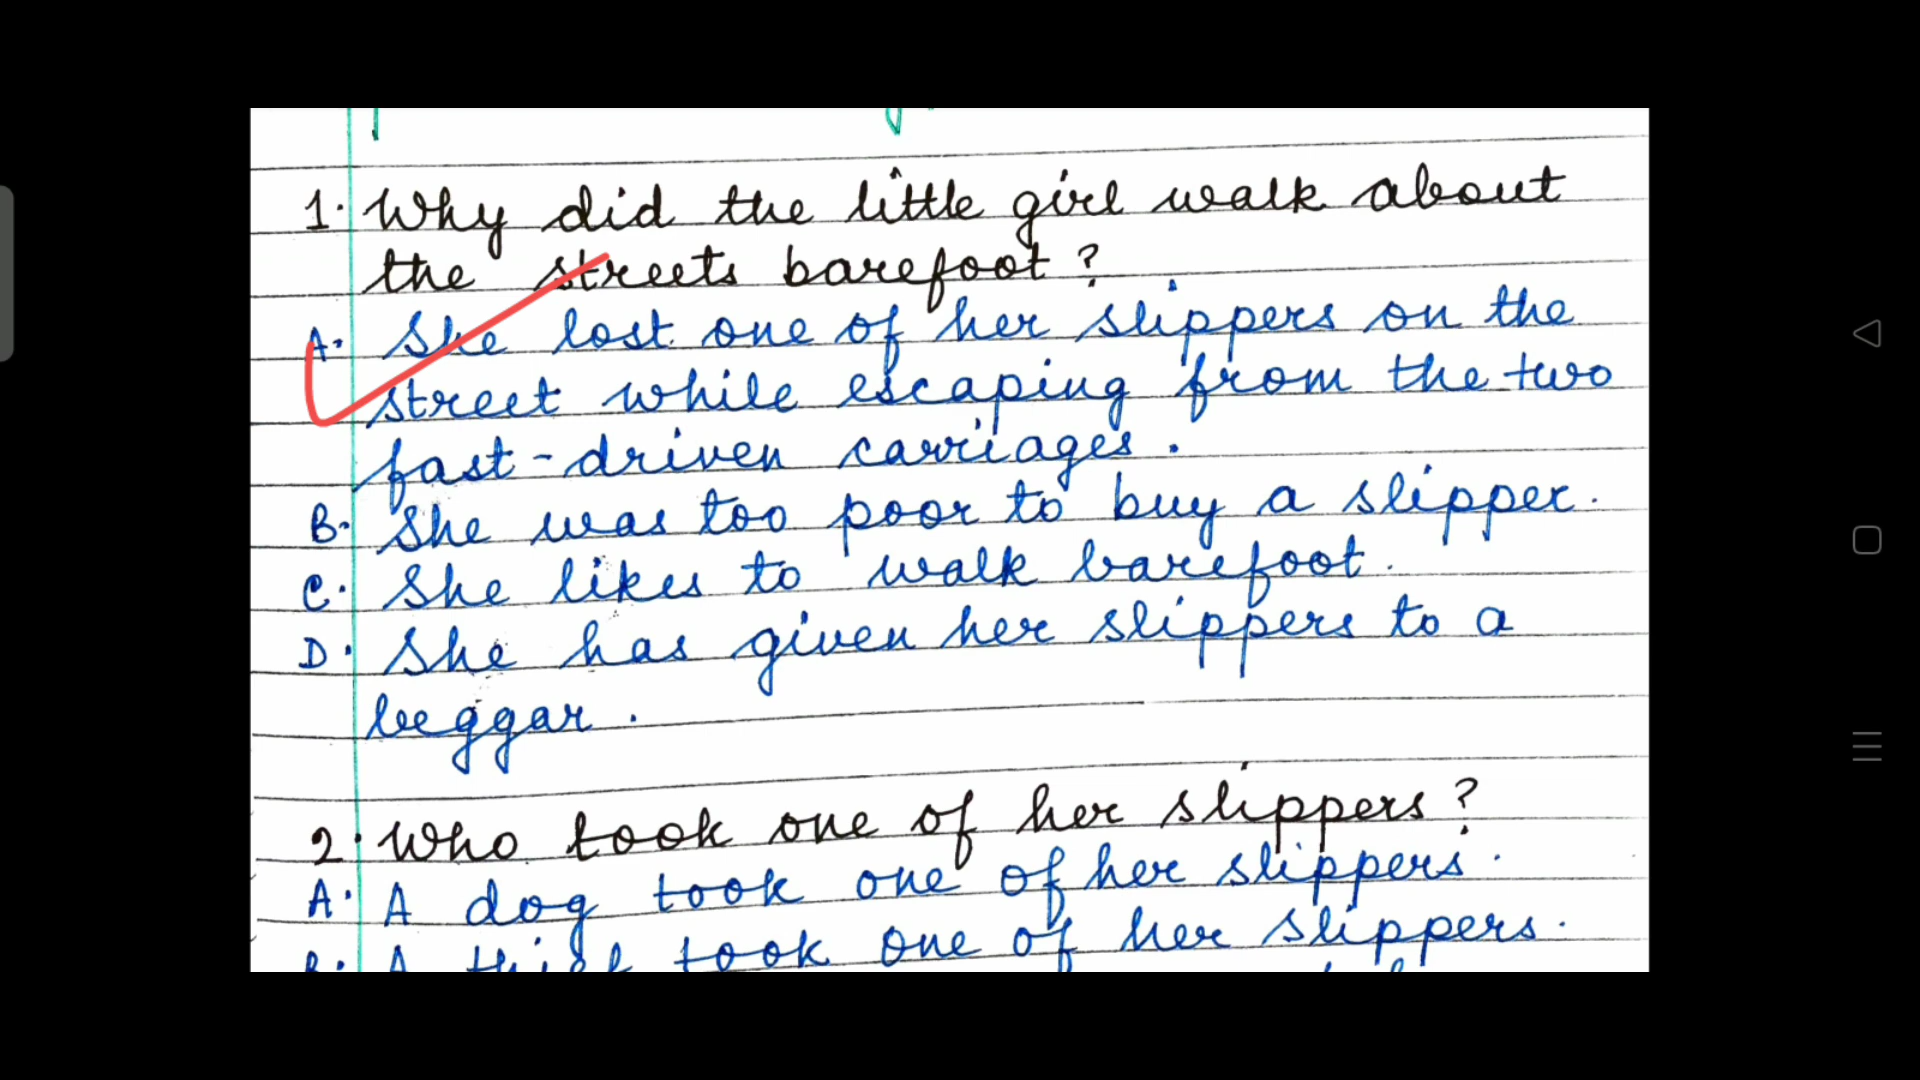 1. Why did the little girl walk about
the streets barefoot?
A. She lost one of her slippers on the
street while escaping from the two
fast-driven carriages.
B. She was too poor to buy a slipper.
C. She likes to walk barefoot.
D. She has given her slippers to a
beggar.
2. Who took one of her slippers?
A. A dog took one of her slippers.
B. A thief took one of her slippers.